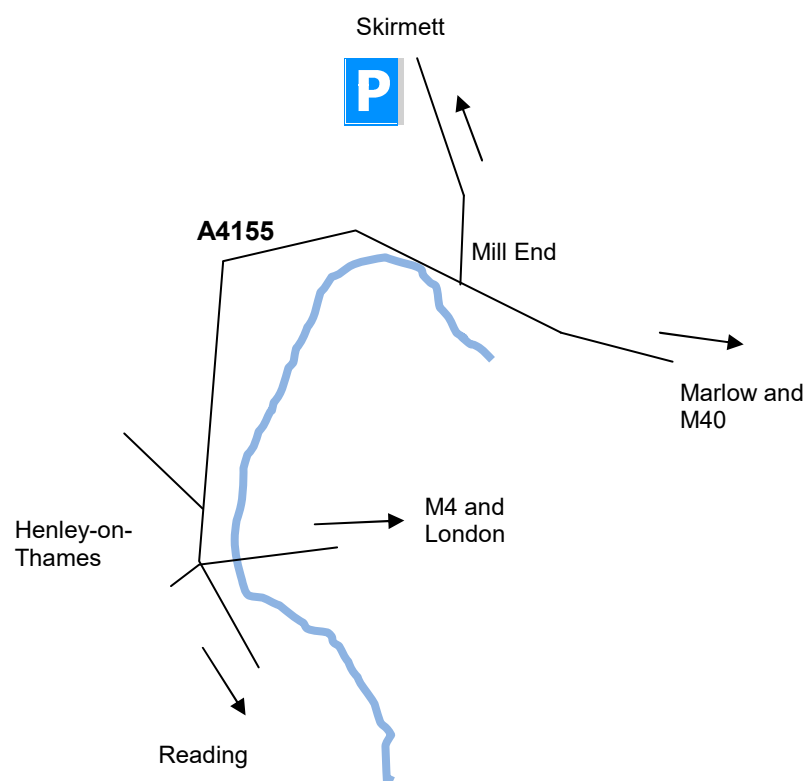 Skirmett
P
A4155
Mill End
Marlow and
M40
M4 and
London
Henley-on-
Thames
Reading